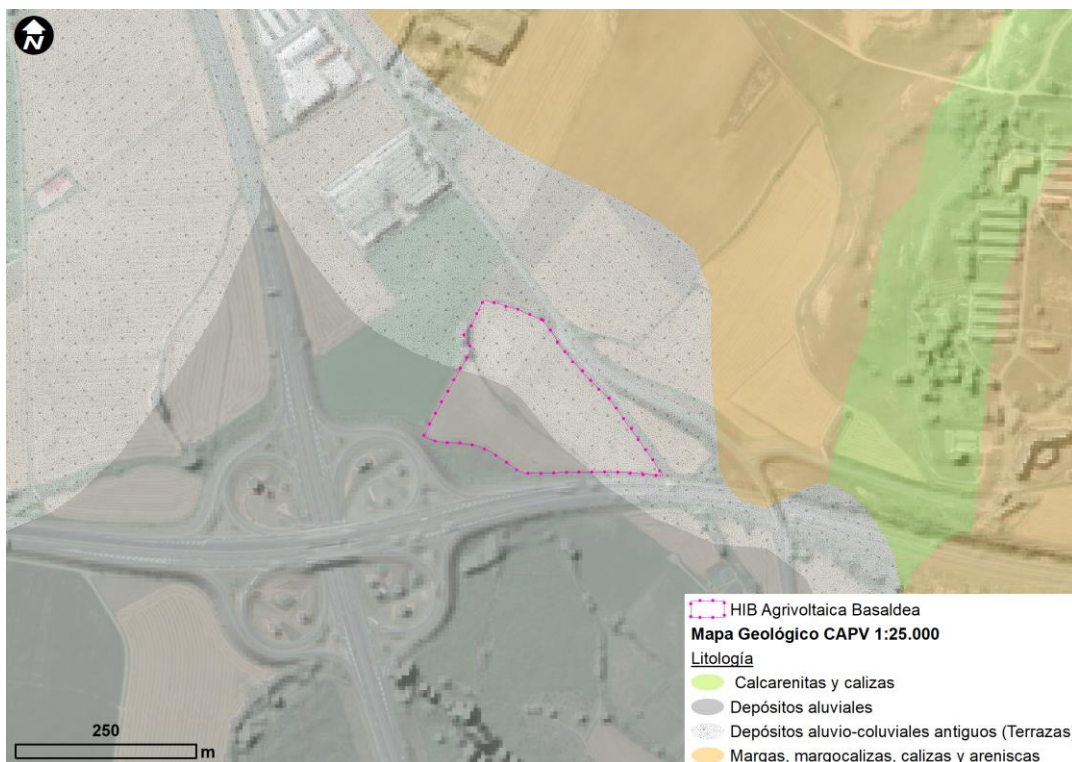 N
HIB Agrivoltaica Basaldea
Mapa Geológico CAPV 1:25.000
Litología
Calcarenitas y calizas
Depósitos aluviales
Depósitos aluvio-coluviales antiguos (Terrazas)
Margas, margocalizas, calizas y areniscas
250
m